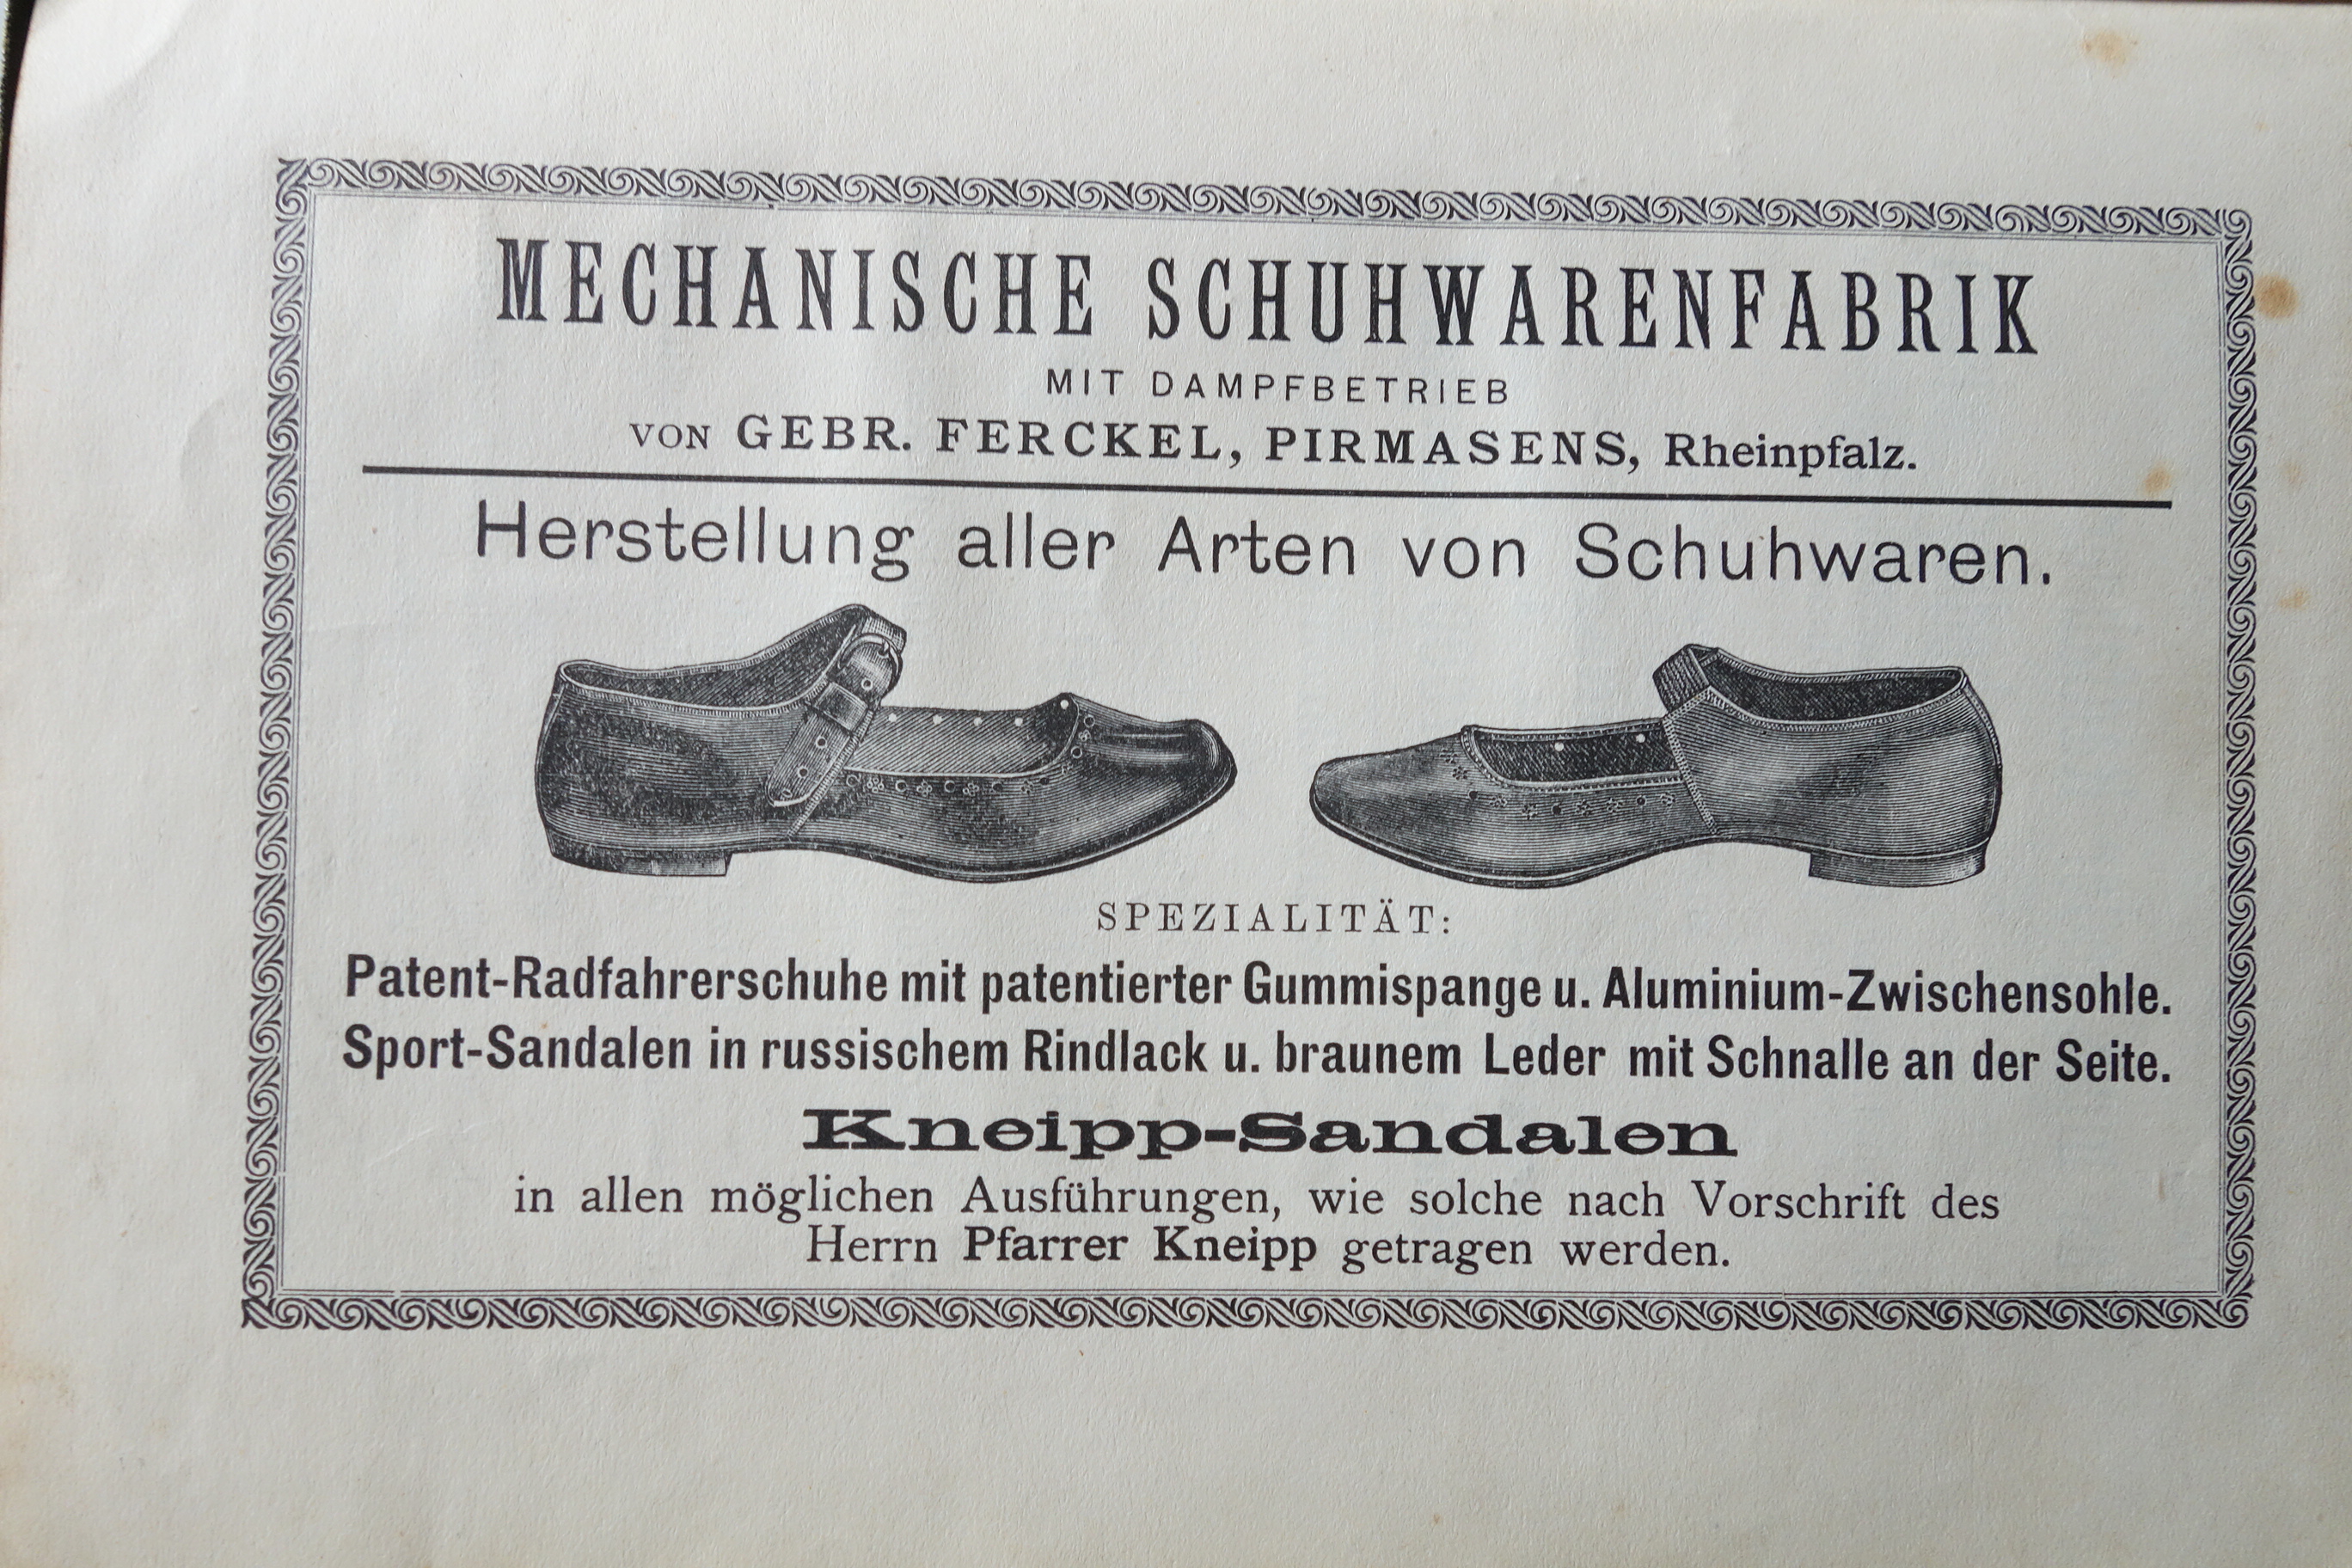 MECHANISCHE SCHUHWARENFABRIK
MIT DAMPFBETRIEB
VON GEBR. FERCKEL, PIRMASENS, Rheinpfalz.
Herstellung aller Arten von Schuhwaren.
SPEZIALITÄT:
Patent-Radfahrerschuhe mit patentierter Gummispange u. Aluminium-Zwischensohle.
Sport-Sandalen in russischem Rindlack u. braunem Leder mit Schnalle an der Seite.
Kneipp-Sandalen
in allen möglichen Ausführungen, wie solche nach Vorschrift des
Herrn Pfarrer Kneipp getragen werden.